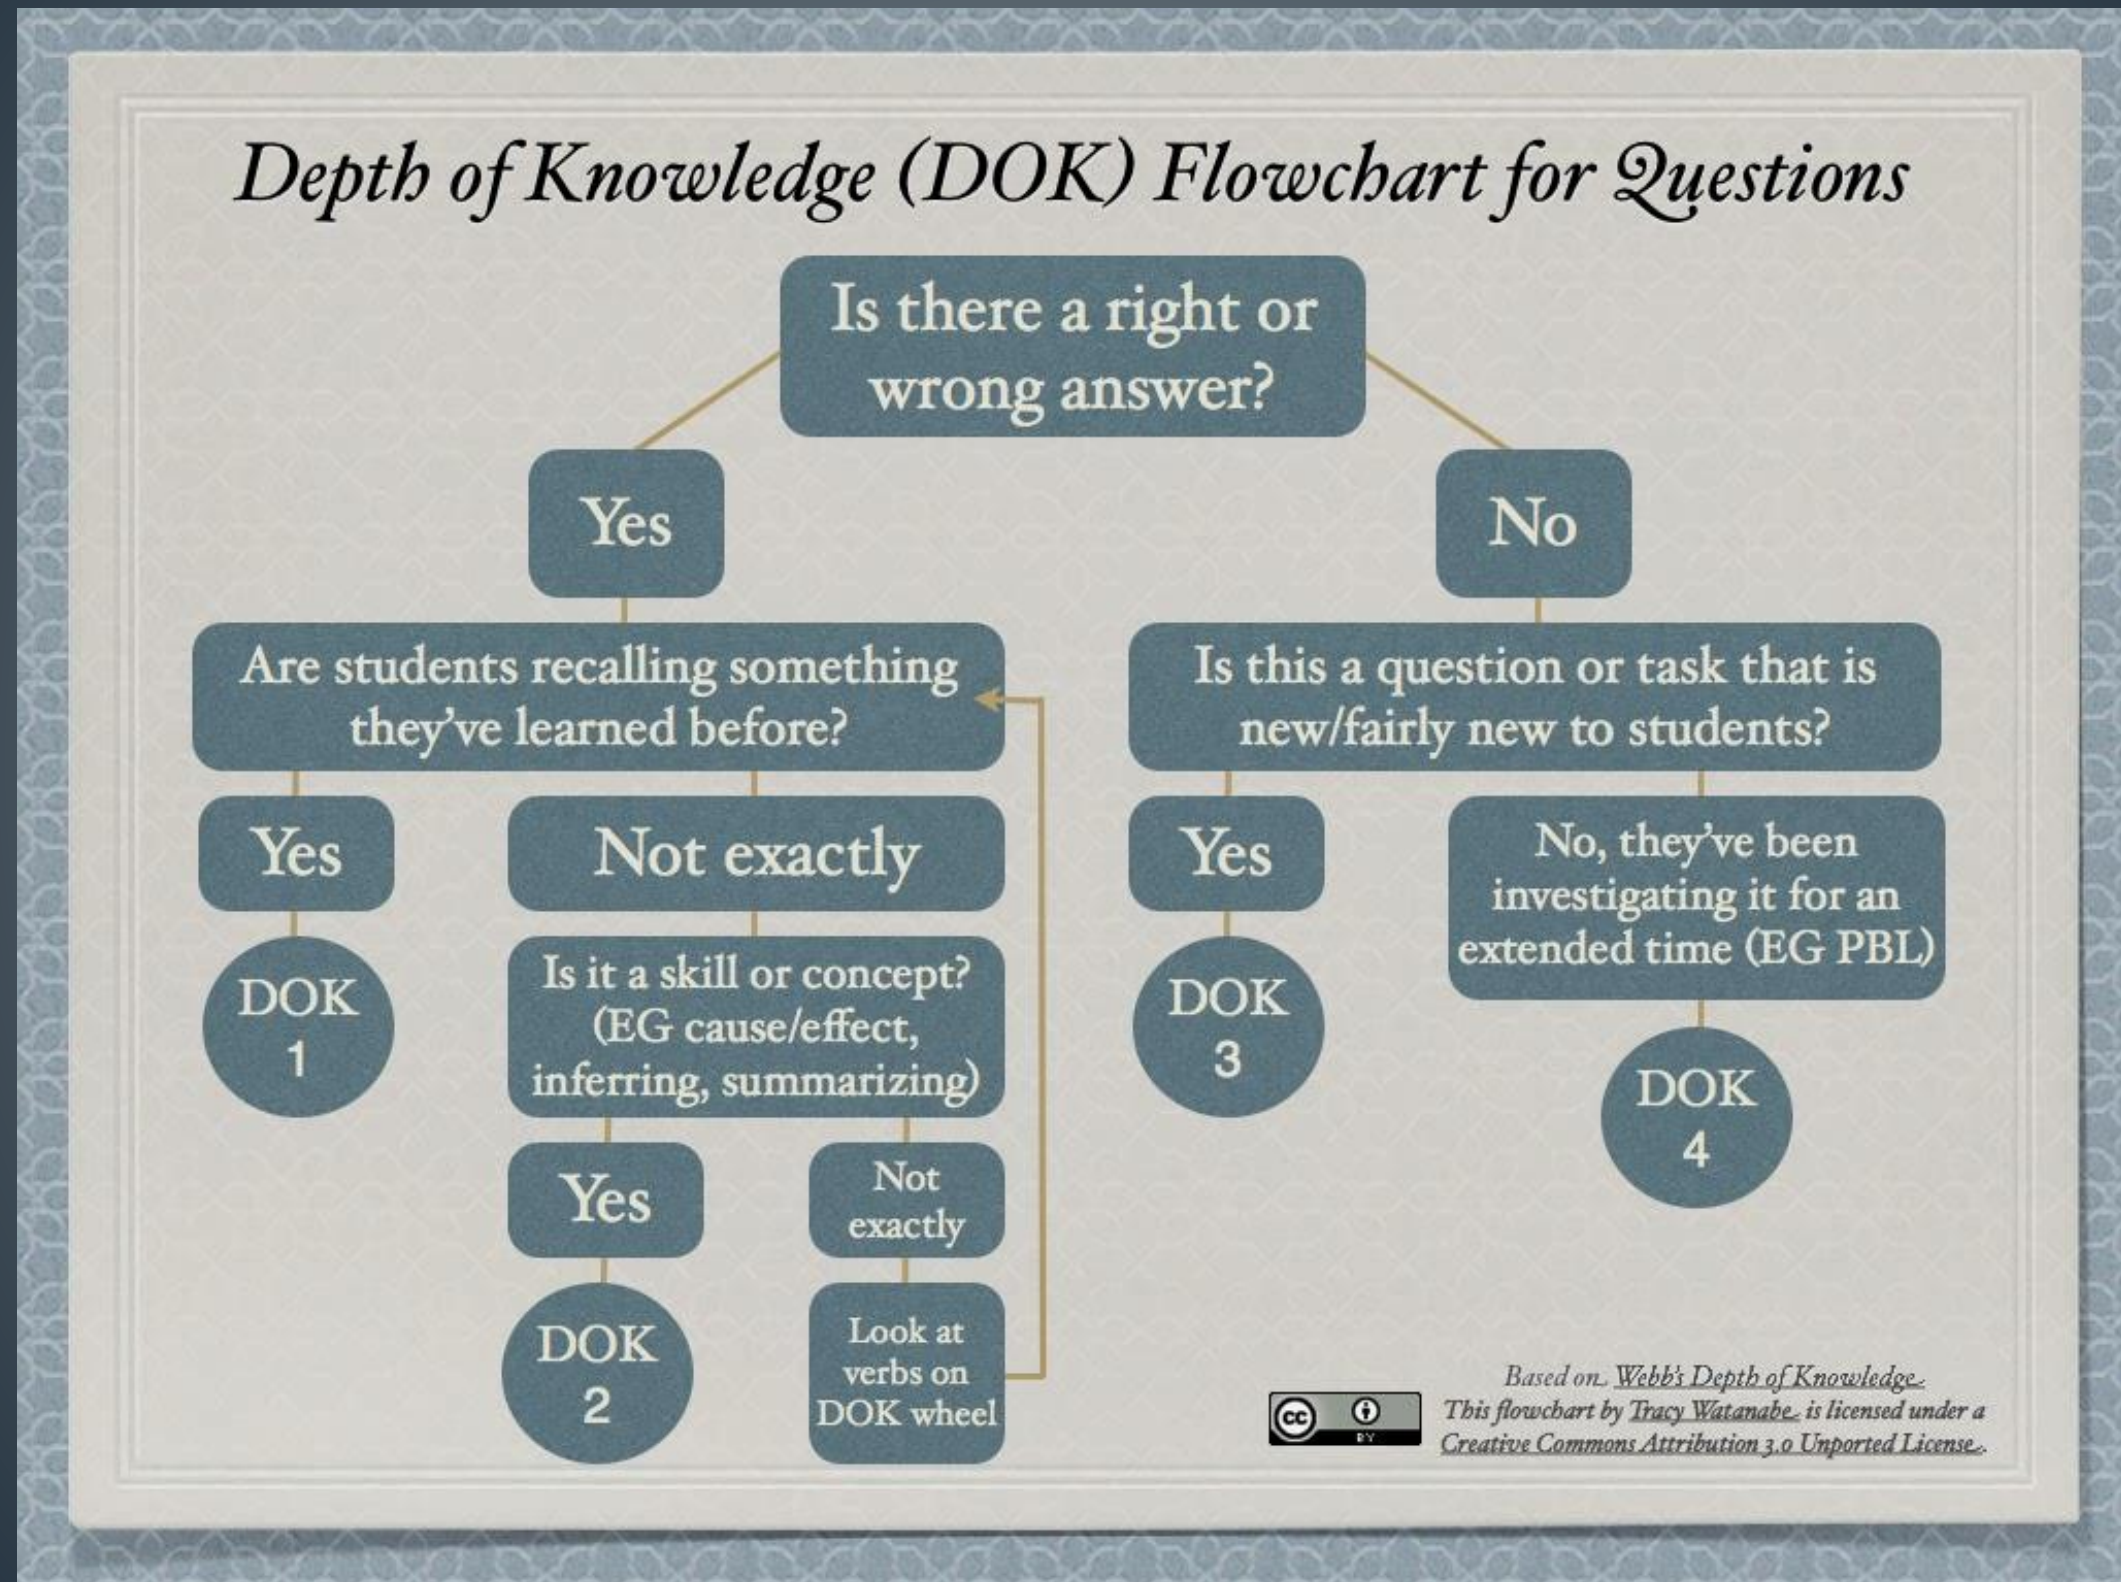 Depth of Knowledge (DOK) Flowchart for Questions
Is there a right or
wrong answer?
Yes
No
Are students recalling something
they've learned before?
Is this a question or task that is
new/fairly new to students?
Yes
Not exactly
Yes
No, they've been
investigating it for an
extended time (EG PBL)
DOK
1
Is it a skill or concept?
(EG cause/effect,
inferring, summarizing)
DOK
3
DOK
4
Yes
Not
exactly
DOK
2
Look at
verbs on
DOK wheel
Based on Webb's Depth of Knowledge
This flowchart by Tracy Watanabe is licensed under a
Creative Commons Attribution 3.0 Unported License.
cc
BY